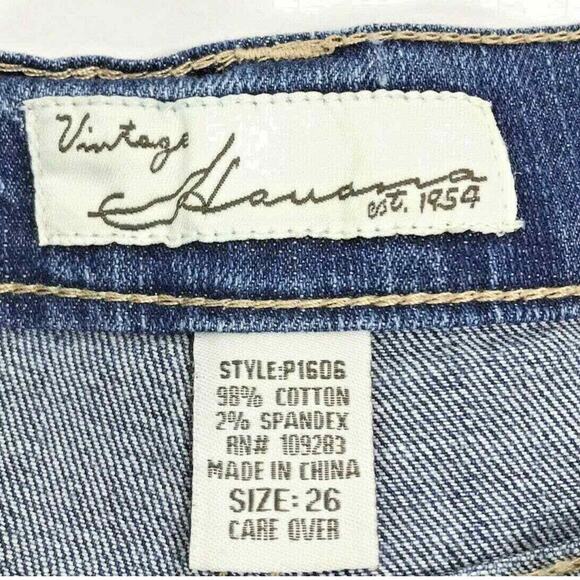 Vintage
Havana
est. 1954
STYLE:P1606
98% COTTON
2% SPANDEX
RN# 109283
MADE IN CHINA
SIZE: 26
CARE OVER